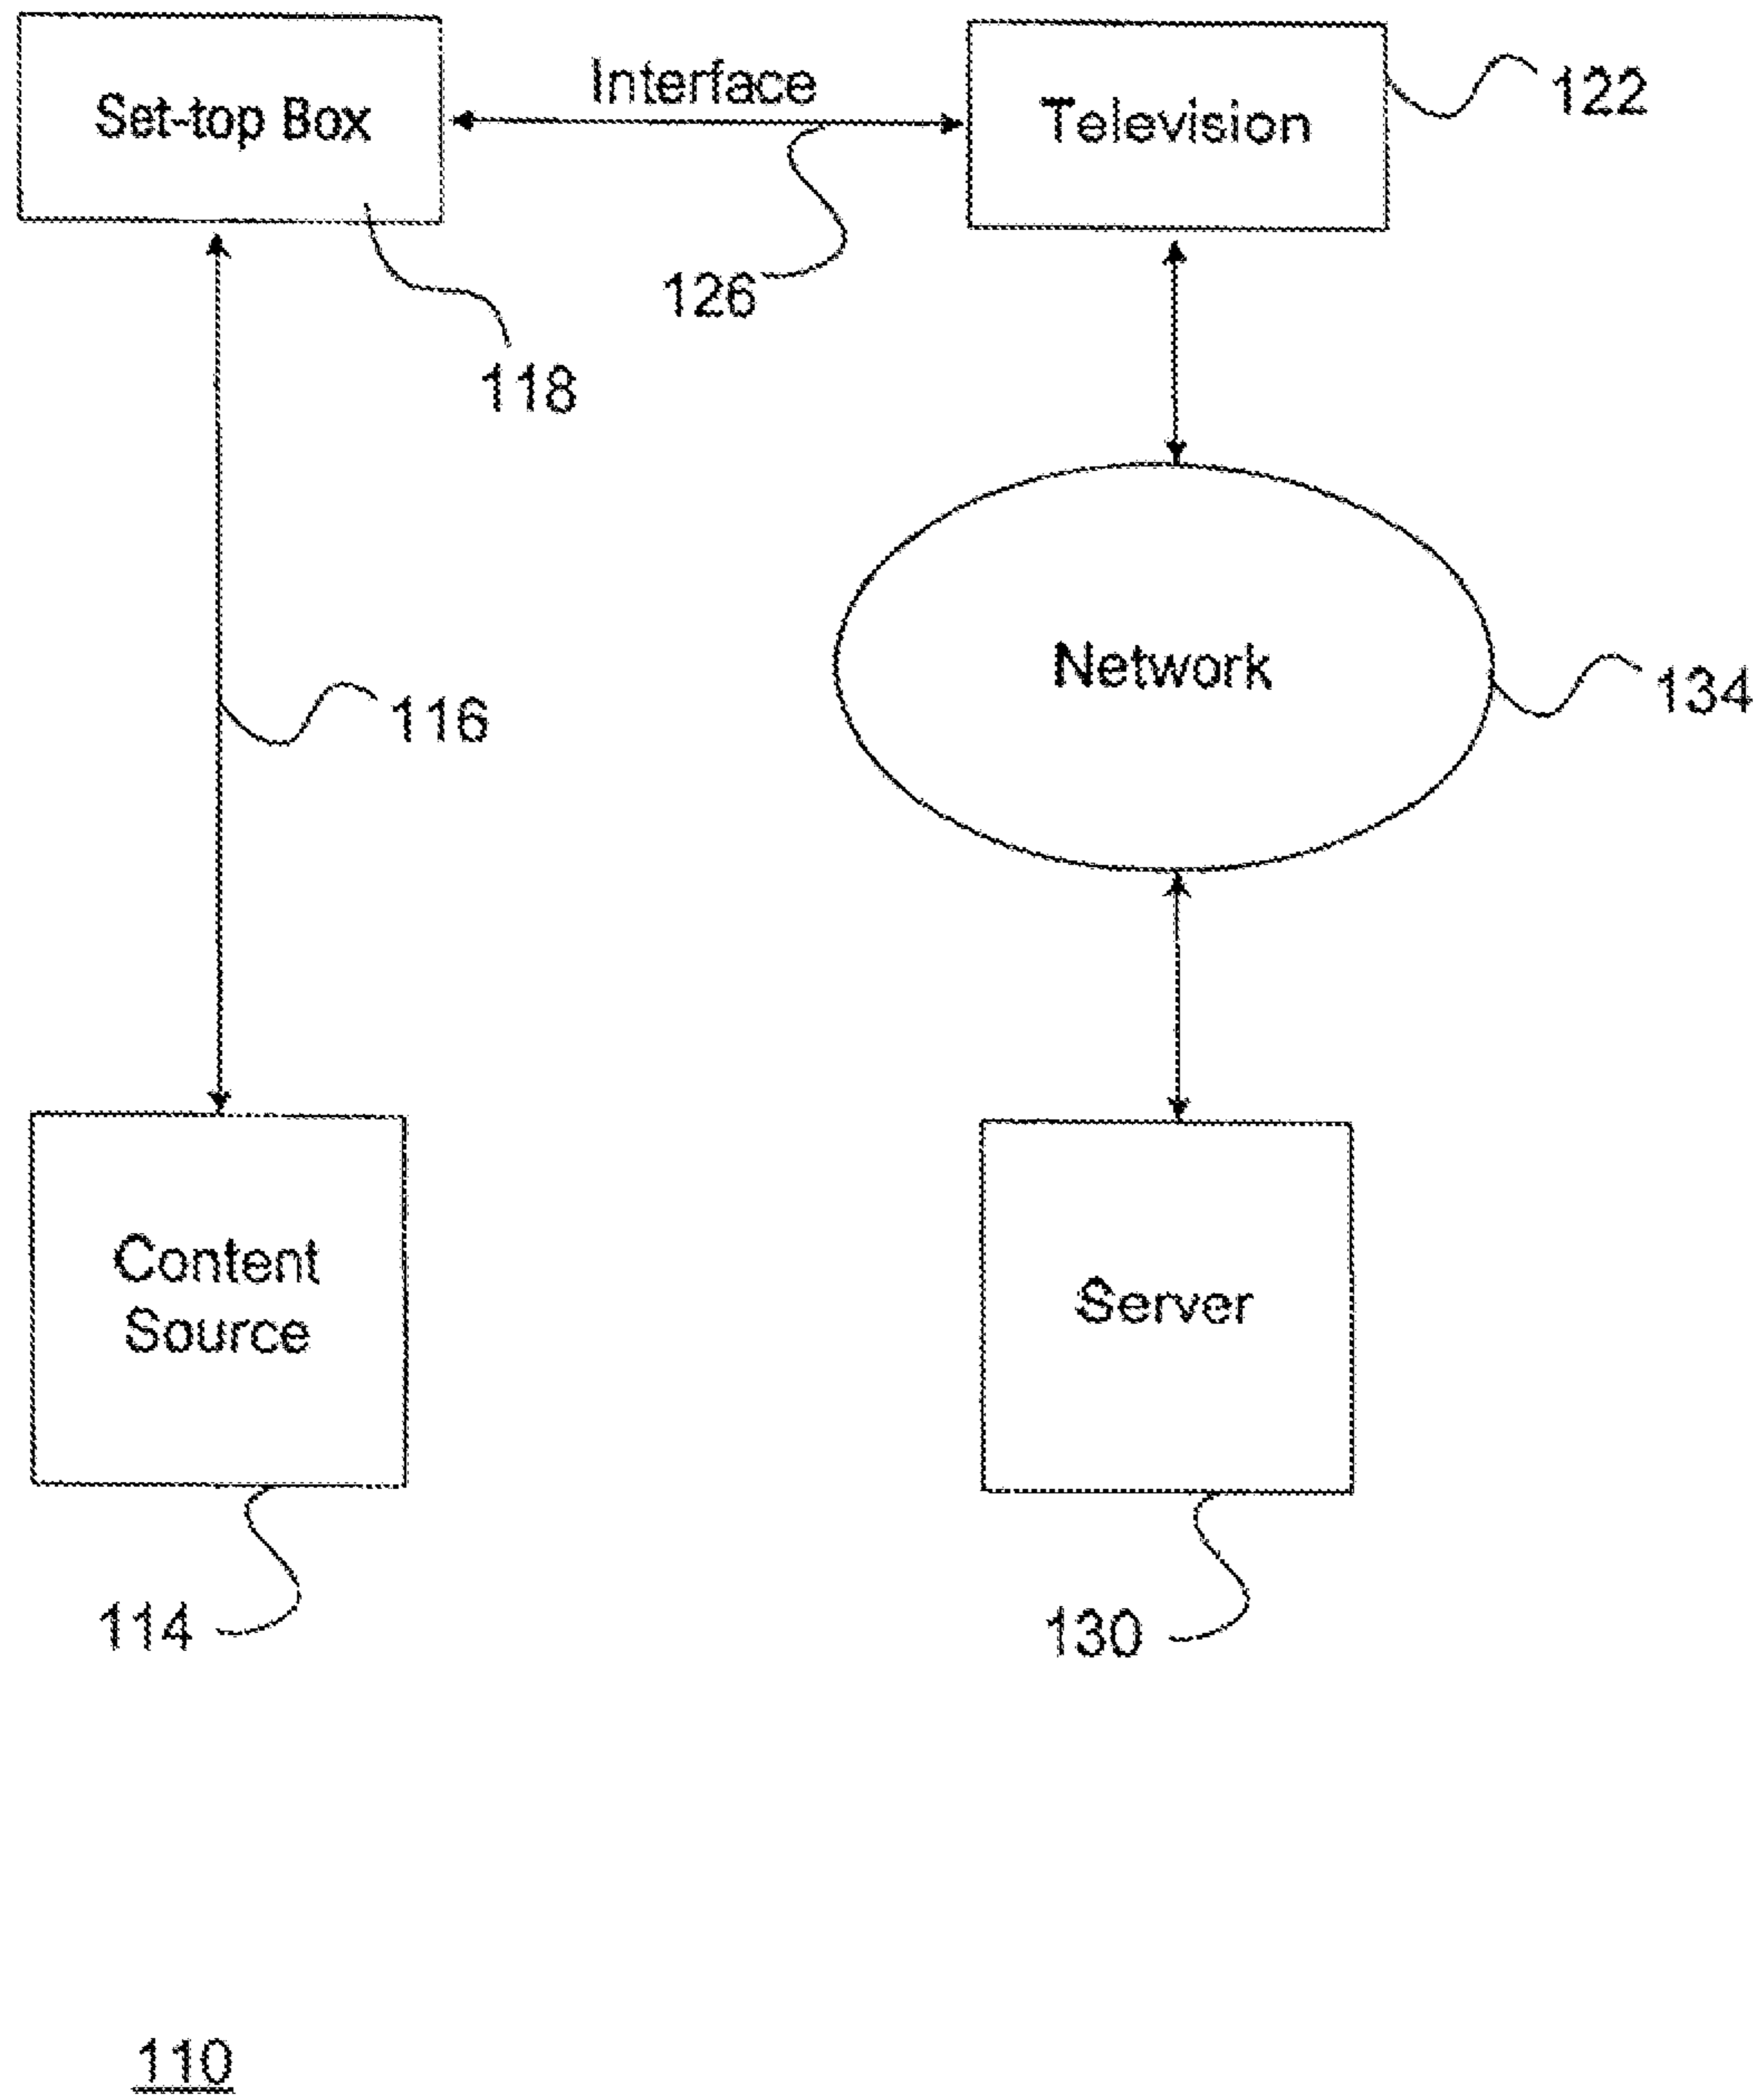 Set-top Box
Interface
Television
122
126
118
Network
134
116
Content
Source
Server
114
130
110